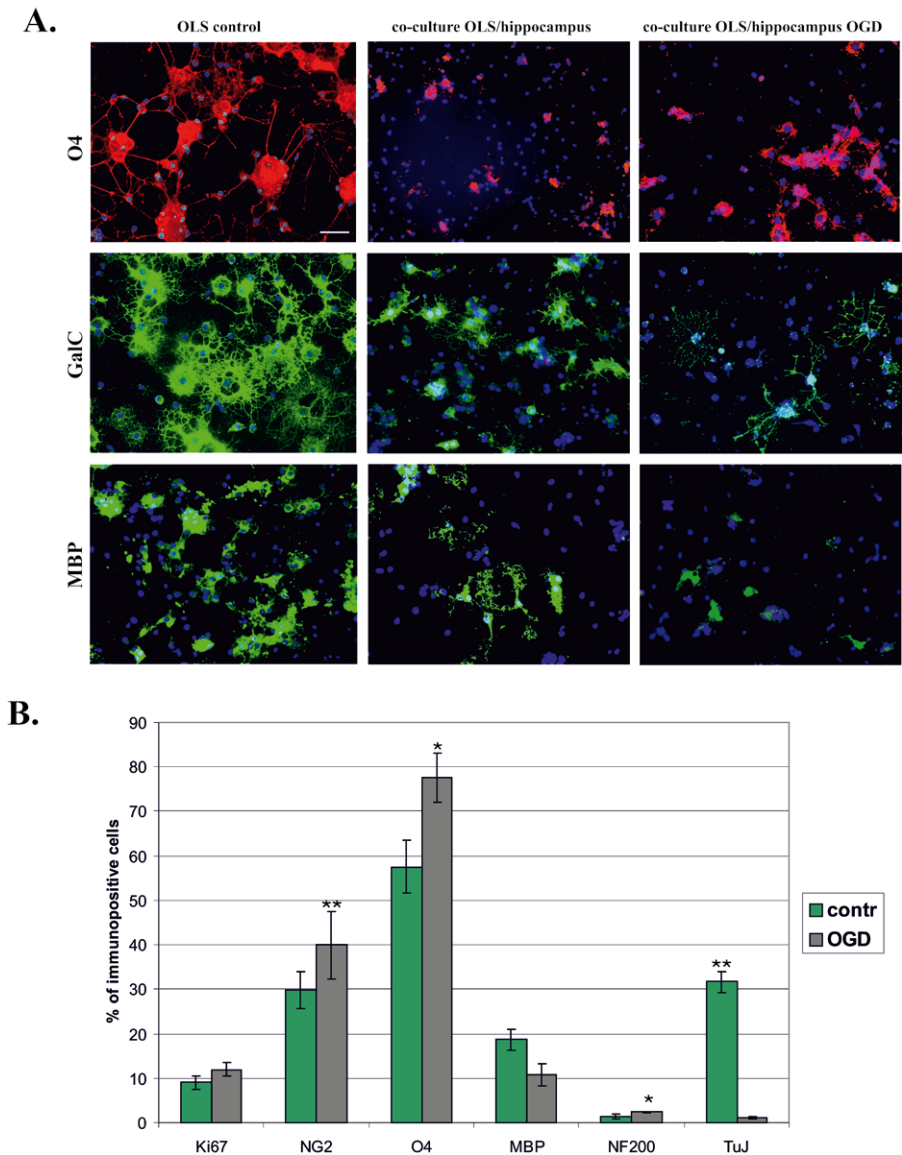 A.
OLS control
co-culture OLS/hippocampus
co-culture OLS/hippocampus OGD
O4
GalC
MBP
B.
% of immunopositive cells
90
80
70
60
50
40
30
20
10
0
**
*
*
**
Ki67
NG2
O4
MBP
NF200
TuJ
contr
OGD